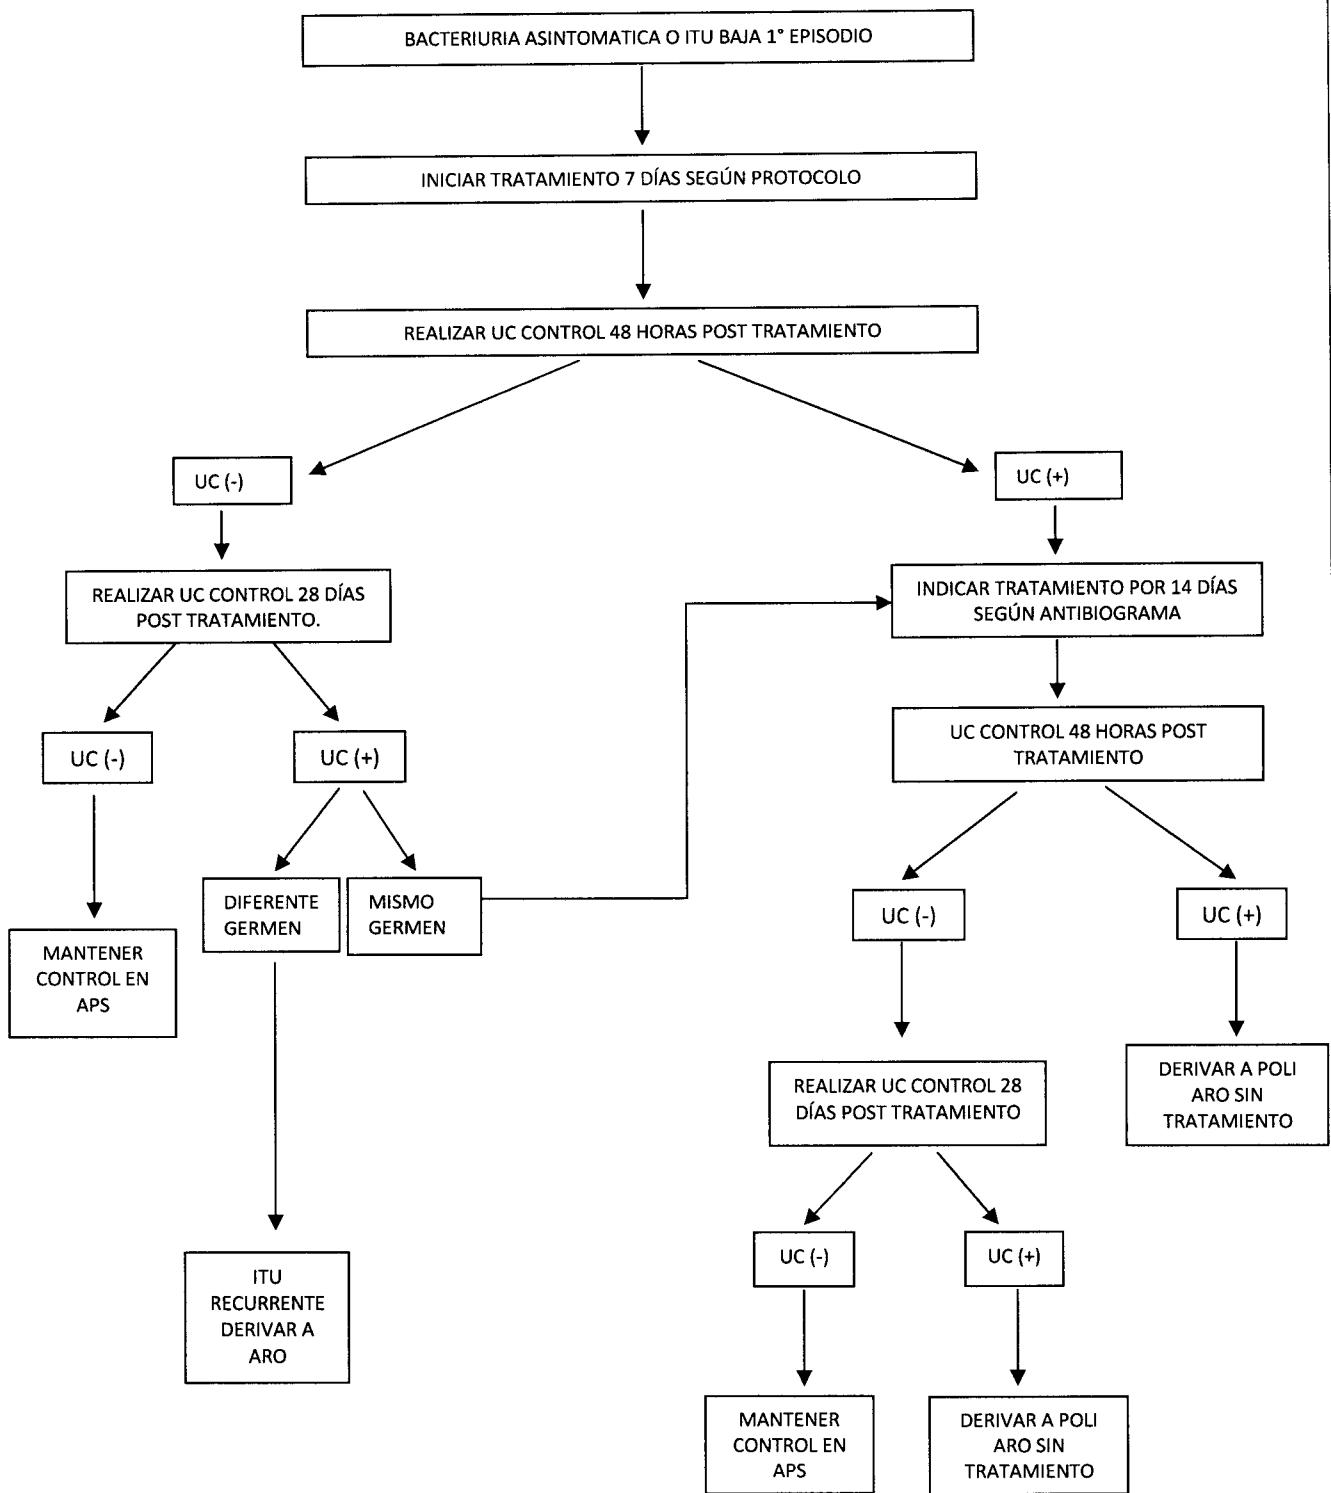 BACTERIURIA ASINTOMATICA O ITU BAJA 1° EPISODIO
INICIAR TRATAMIENTO 7 DÍAS SEGÚN PROTOCOLO
REALIZAR UC CONTROL 48 HORAS POST TRATAMIENTO
UC (-)
UC (+)
REALIZAR UC CONTROL 28 DÍAS
POST TRATAMIENTO.
INDICAR TRATAMIENTO POR 14 DÍAS
SEGÚN ANTIBIOGRAMA
UC (-)
UC (+)
UC CONTROL 48 HORAS POST
TRATAMIENTO
DIFERENTE
GERMEN
MISMO
GERMEN
UC (-)
UC (+)
MANTENER
CONTROL EN
APS
REALIZAR UC CONTROL 28
DÍAS POST TRATAMIENTO
DERIVAR A POLI
ARO SIN
TRATAMIENTO
ITU
RECURRENTE
DERIVAR A
ARO
UC (-)
UC (+)
MANTENER
CONTROL EN
APS
DERIVAR A POLI
ARO SIN
TRATAMIENTO